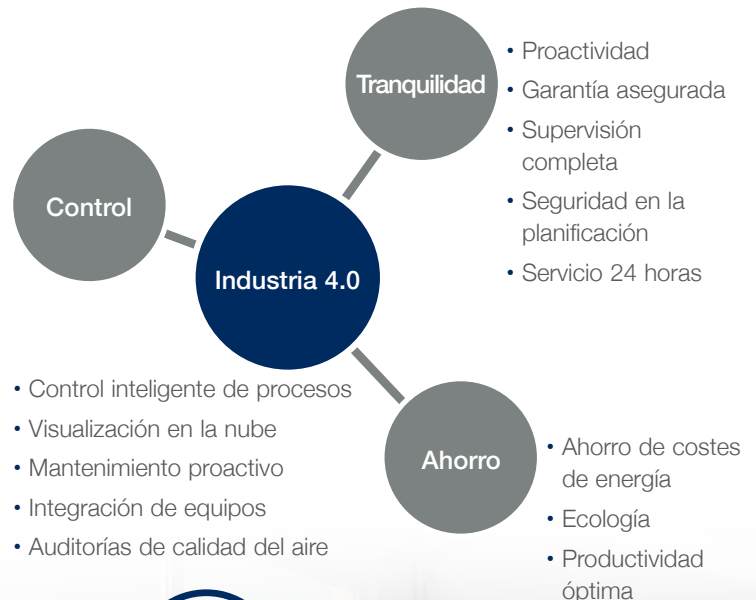 Tranquilidad
• Proactividad
• Garantía asegurada
• Supervisión
completa
• Seguridad en la
planificación
• Servicio 24 horas
Control
Industria 4.0
• Control inteligente de procesos
• Visualización en la nube
• Mantenimiento proactivo
• Integración de equipos
• Auditorías de calidad del aire
Ahorro
• Ahorro de costes
de energía
• Ecología
• Productividad
óptima